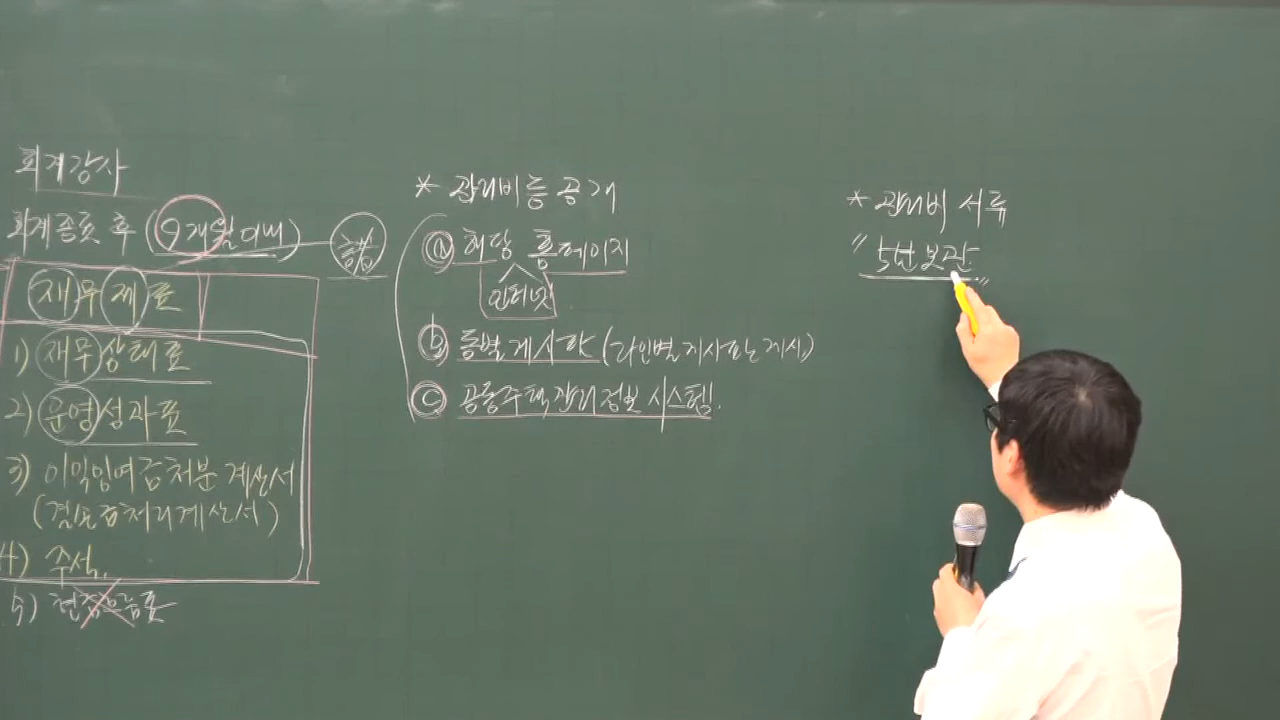 회계감사
회계종료 후 (9개월이내)
재무제표
1) 재무상태표
2) 운영성과표
3) 이익잉여금처분계산서
(결손금처리계산서)
4) 주석.
5) 현금흐름표
* 관리비등 공개
ⓐ 해당 홈페이지
인터넷
ⓑ 동별게시판 (라인별 게시판는 게시)
ⓒ 공동주택관리정보시스템.
* 관리비 서류
"5년보관"